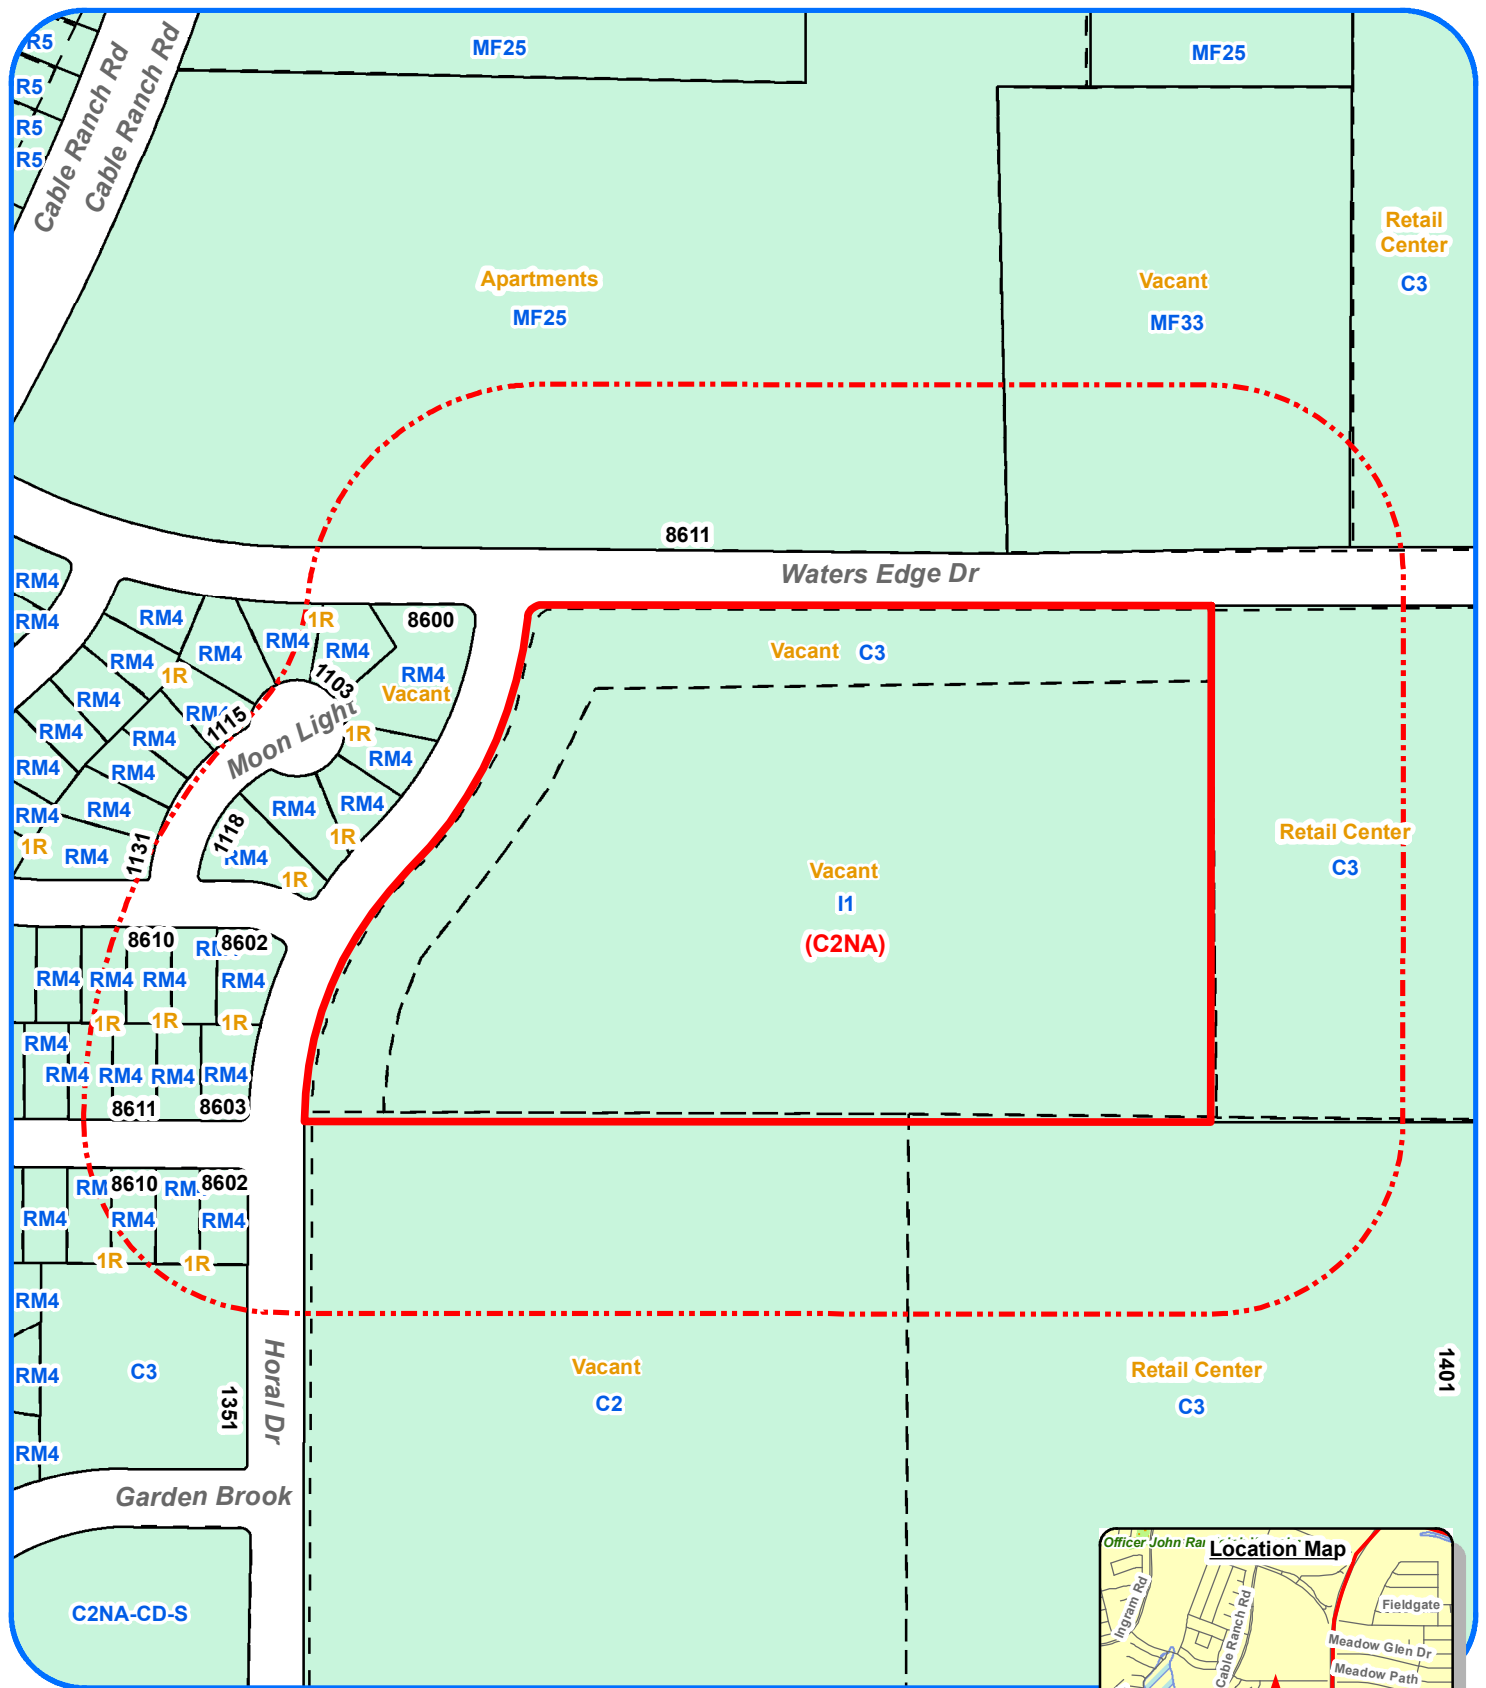 R5
MF25
MF25
R5
R5
R5
Cable Ranch Rd
Cable Ranch Rd
Retail
Center
C3
Apartments
MF25
Vacant
MF33
8611
Waters Edge Dr
RM4
RM4
RM4
RM4
RM4
1R
RM4
8600
RM4
Vacant
Vacant C3
RM4
1R
RM4
RM4
1115
1103
Moon Light
1R
RM4
RM4
RM4
RM4
RM4
RM4
RM4
RM4
RM4
1R
1R
RM4
1131
1118
RM4
1R
Retail Center
C3
Vacant
I1
(C2NA)
8610
8602
RM4
RM4
RM4
RM4
1R
1R
1R
RM4
RM4
RM4
RM4
RM4
8611
8603
RM
8610
RM
8602
RM4
RM4
RM4
1R
1R
RM4
C3
RM4
RM4
1351
Horal Dr
Vacant
C2
Retail Center
C3
1401
Garden Brook
C2NA-CD-S
Location Map
Officer John
Ingram Rd
Cable Ranch Rd
Fieldgate
Meadow Glen Dr
Meadow Path